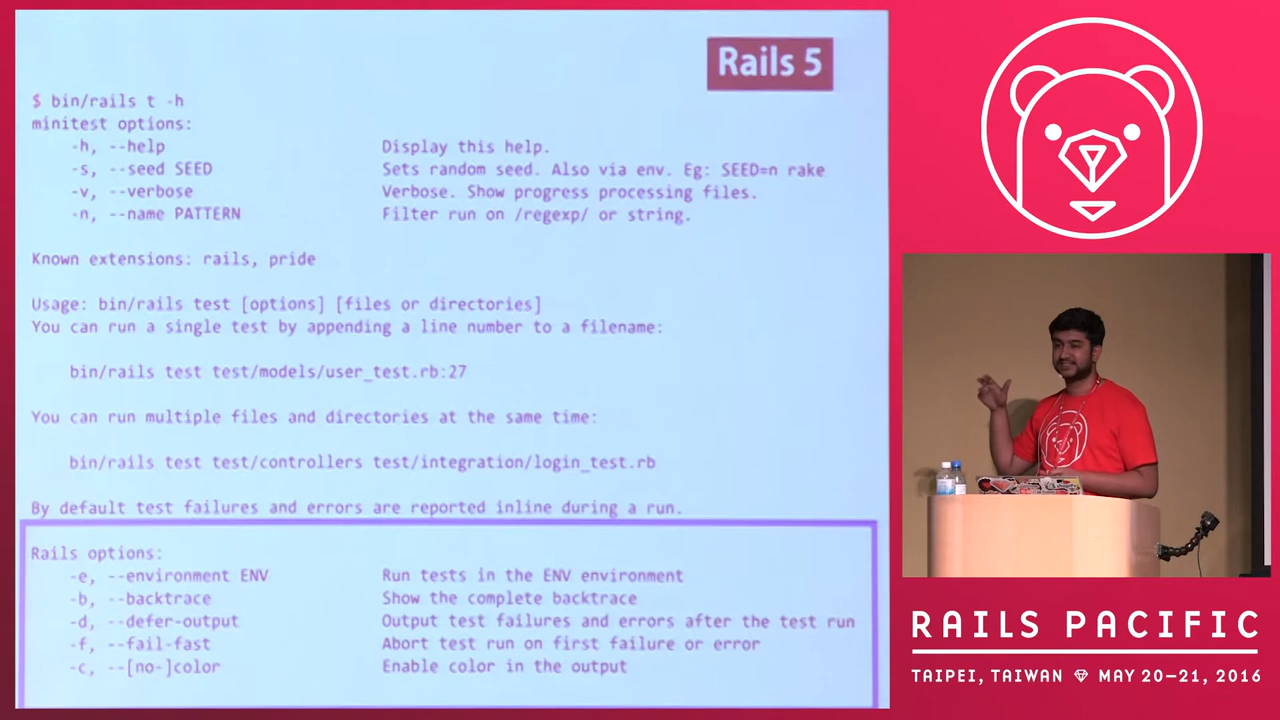 Rails 5
$ bin/rails t -h
minitest options:
-h, --help Display this help.
-s, --seed SEED Sets random seed. Also via env. Eg: SEED=n rake
-v, --verbose Verbose. Show progress processing files.
-n, --name PATTERN Filter run on /regexp/ or string.
Known extensions: rails, pride
Usage: bin/rails test [options] [files or directories]
You can run a single test by appending a line number to a filename:
bin/rails test test/models/user_test.rb:27
You can run multiple files and directories at the same time:
bin/rails test test/controllers test/integration/login_test.rb
By default test failures and errors are reported inline during a run.
Rails options:
-e, --environment ENV Run tests in the ENV environment
-b, --backtrace Show the complete backtrace
-d, --defer-output Output test failures and errors after the test run
-f, --fail-fast Abort test run on first failure or error
-c, --[no-]color Enable color in the output
RAILS PACIFIC
TAIPEI, TAIWAN MAY 20–21, 2016